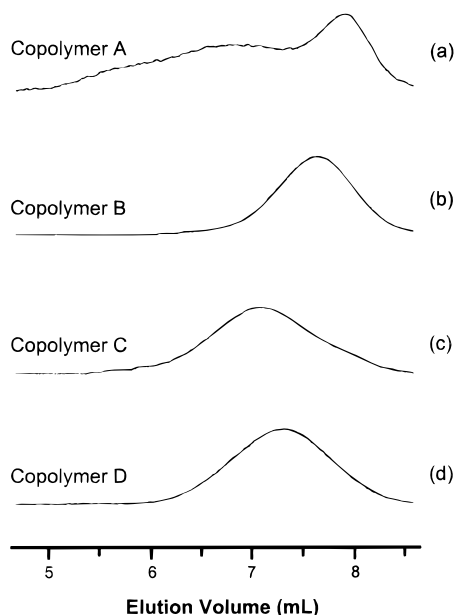 Copolymer A (a)
Copolymer B (b)
Copolymer C (c)
Copolymer D (d)
5 6 7 8
Elution Volume (mL)